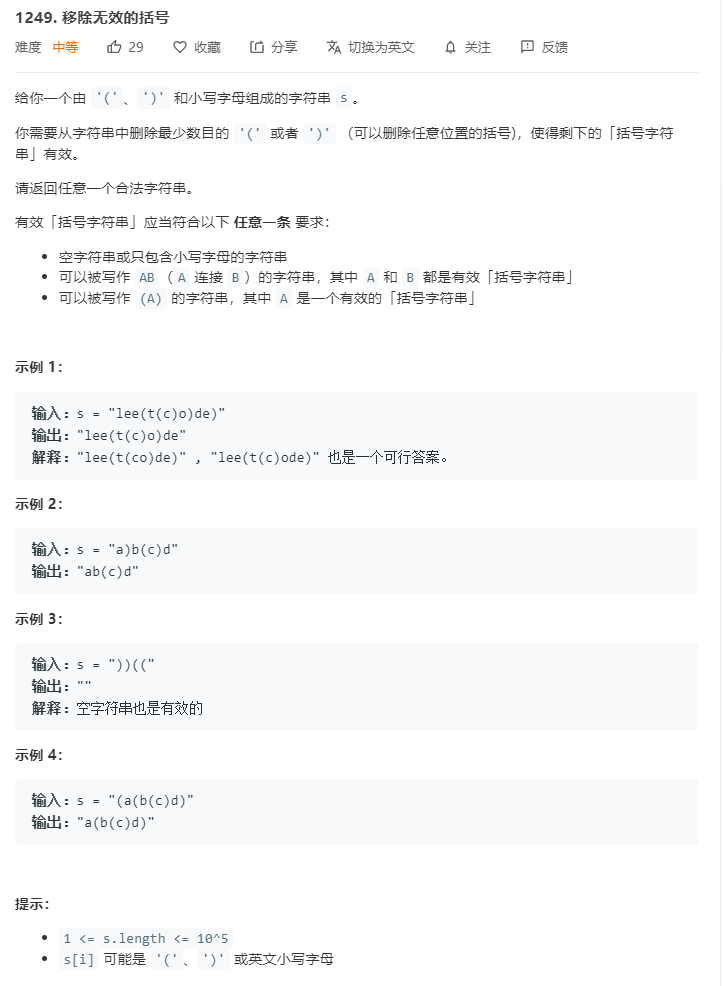 1249. 移除无效的括号
难度 中等 29 收藏 分享 切换为英文 关注 反馈
给你一个由 '('、')' 和小写字母组成的字符串 s。
你需要从字符串中删除最少数目的 '(' 或者 ')' （可以删除任意位置的括号)，使得剩下的「括号字符
串」有效。
请返回任意一个合法字符串。
有效「括号字符串」应当符合以下 任意一条 要求：
• 空字符串或只包含小写字母的字符串
• 可以被写作 AB（A 连接 B）的字符串，其中 A 和 B 都是有效「括号字符串」
• 可以被写作 (A) 的字符串，其中 A 是一个有效的「括号字符串」
示例 1：
输入：s = "lee(t(c)o)de)"
输出："lee(t(c)o)de"
解释："lee(t(co)de)" , "lee(t(c)ode)" 也是一个可行答案。
示例 2：
输入：s = "a)b(c)d"
输出："ab(c)d"
示例 3：
输入：s = "))(("
输出：""
解释：空字符串也是有效的
示例 4：
输入：s = "(a(b(c)d)"
输出："a(b(c)d)"
提示：
• 1 <= s.length <= 10^5
• s[i] 可能是 '('、')' 或英文小写字母